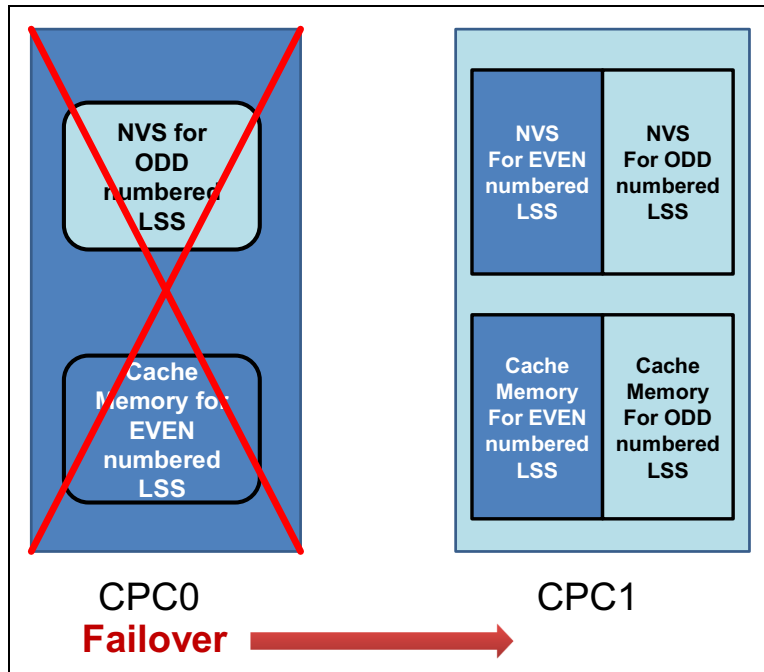 NVS for
ODD
numbered
LSS
Cache
Memory for
EVEN
numbered
LSS
NVS
For EVEN
numbered
LSS
NVS
For ODD
numbered
LSS
Cache
Memory
For EVEN
numbered
LSS
Cache
Memory
For ODD
numbered
LSS
CPC0
CPC1
Failover